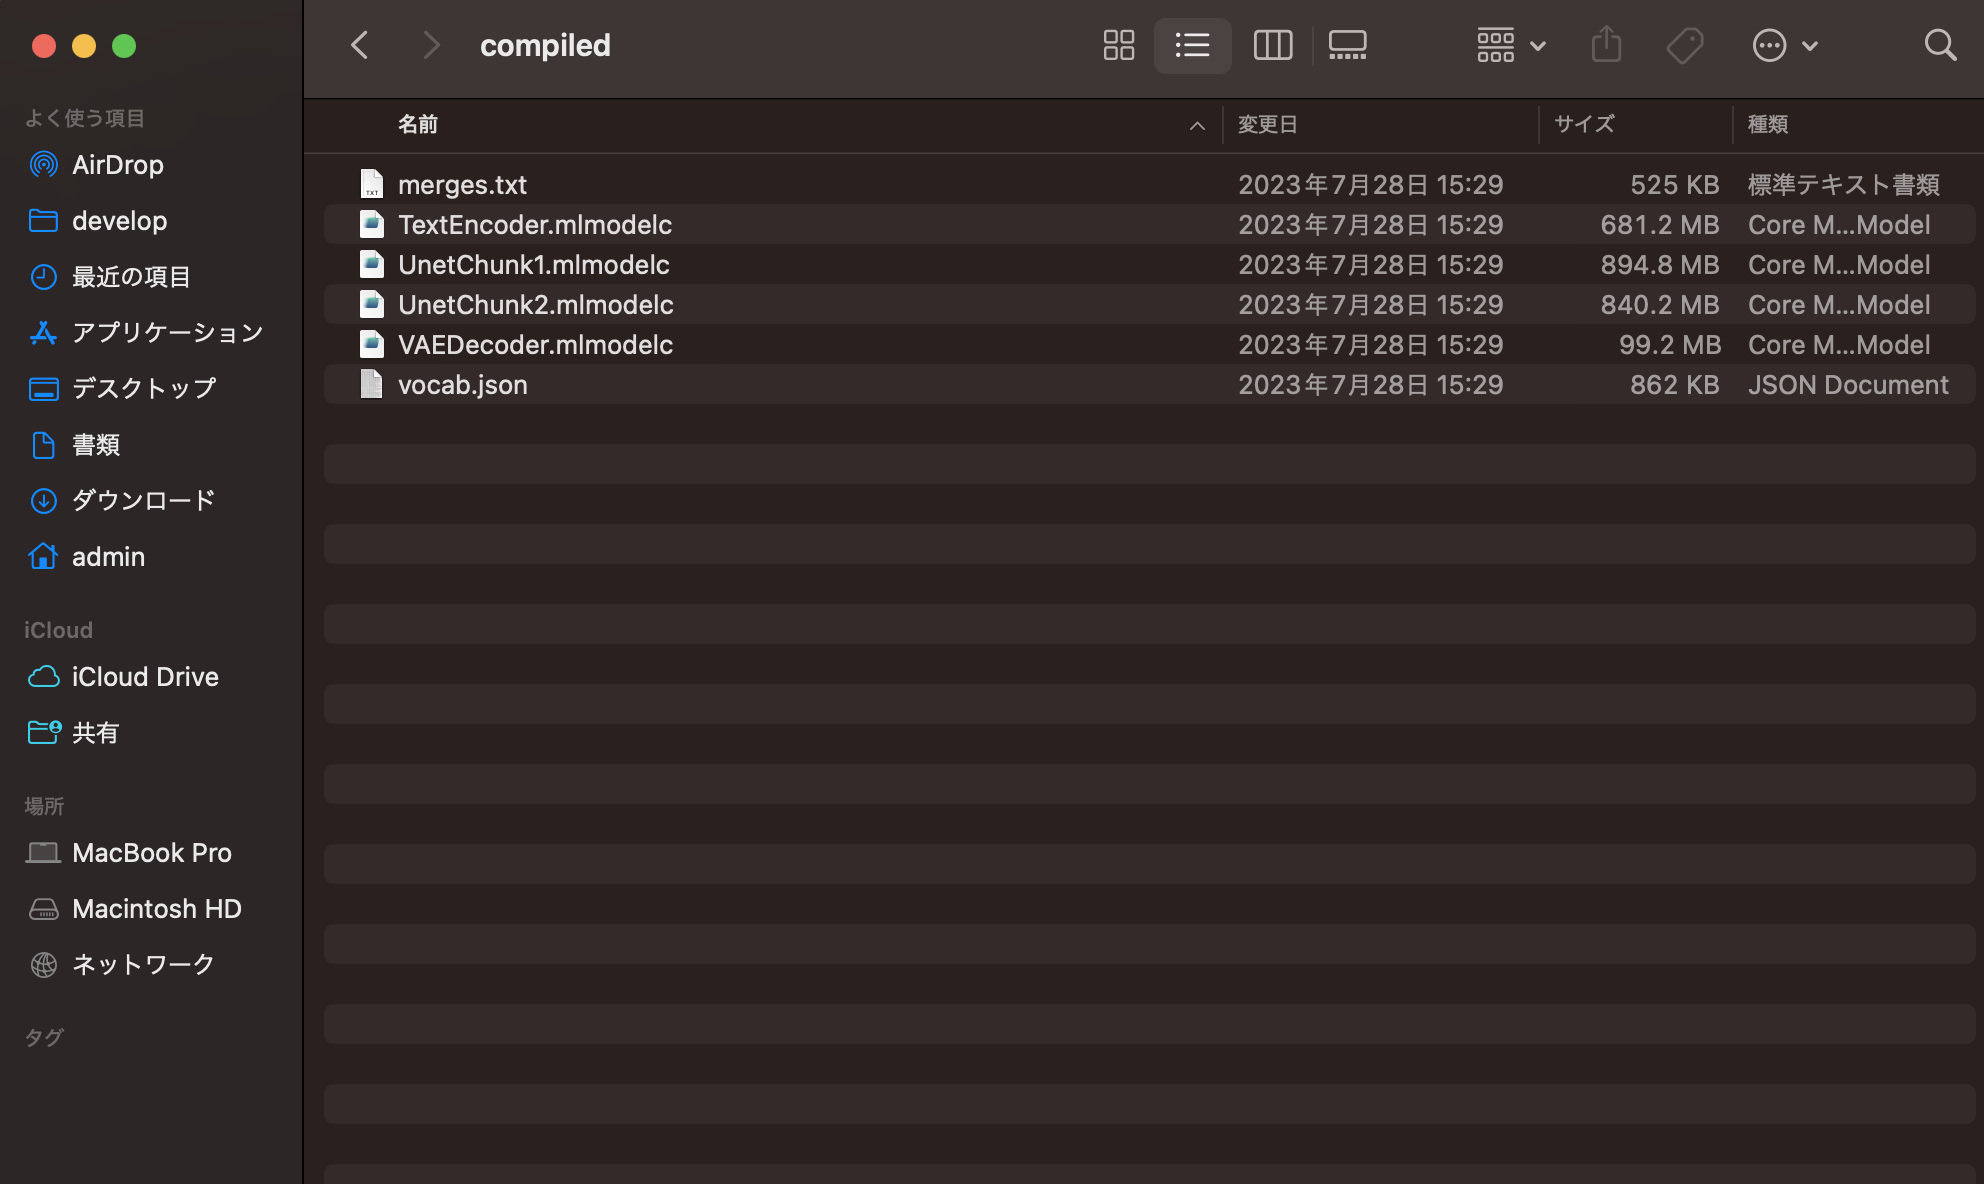 compiled
よく使う項目
AirDrop
develop
最近の項目
アプリケーション
デスクトップ
書類
ダウンロード
admin
iCloud
iCloud Drive
共有
場所
MacBook Pro
Macintosh HD
ネットワーク
タグ
名前 変更日 サイズ 種類
merges.txt 2023年7月28日 15:29 525 KB 標準テキスト書類
TextEncoder.mlmodelc 2023年7月28日 15:29 681.2 MB Core M...Model
UnetChunk1.mlmodelc 2023年7月28日 15:29 894.8 MB Core M...Model
UnetChunk2.mlmodelc 2023年7月28日 15:29 840.2 MB Core M...Model
VAEDecoder.mlmodelc 2023年7月28日 15:29 99.2 MB Core M...Model
vocab.json 2023年7月28日 15:29 862 KB JSON Document
TXT